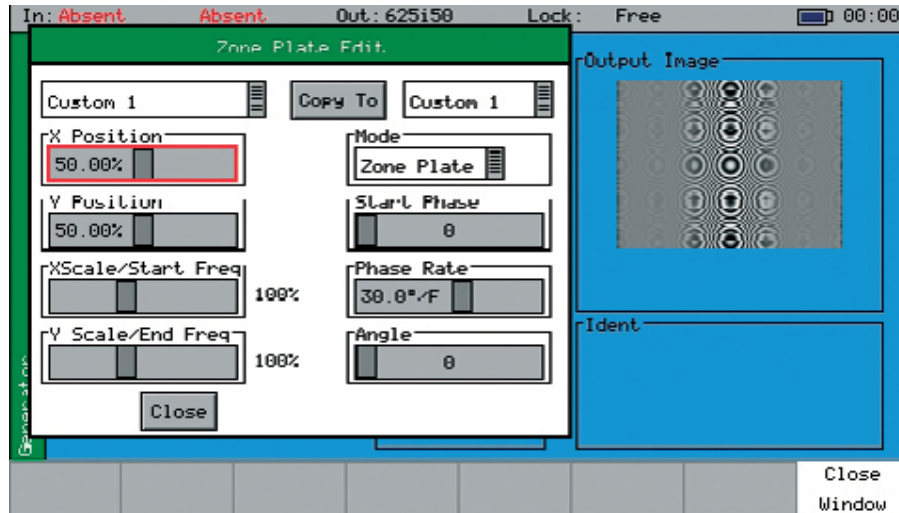 In: Absent Absent Out: 625i50 Lock: Free 00:00
Zone Plate Edit
Output Image
Custom 1 Copy To Custom 1
X Position Mode
50.00% Zone Plate
Y Position Start Phase
50.00% 0
XScale/Start Freq Phase Rate
100% 30.0°/F
Ident
Y Scale/End Freq Angle
100% 0
Generator
Close
Close
Window